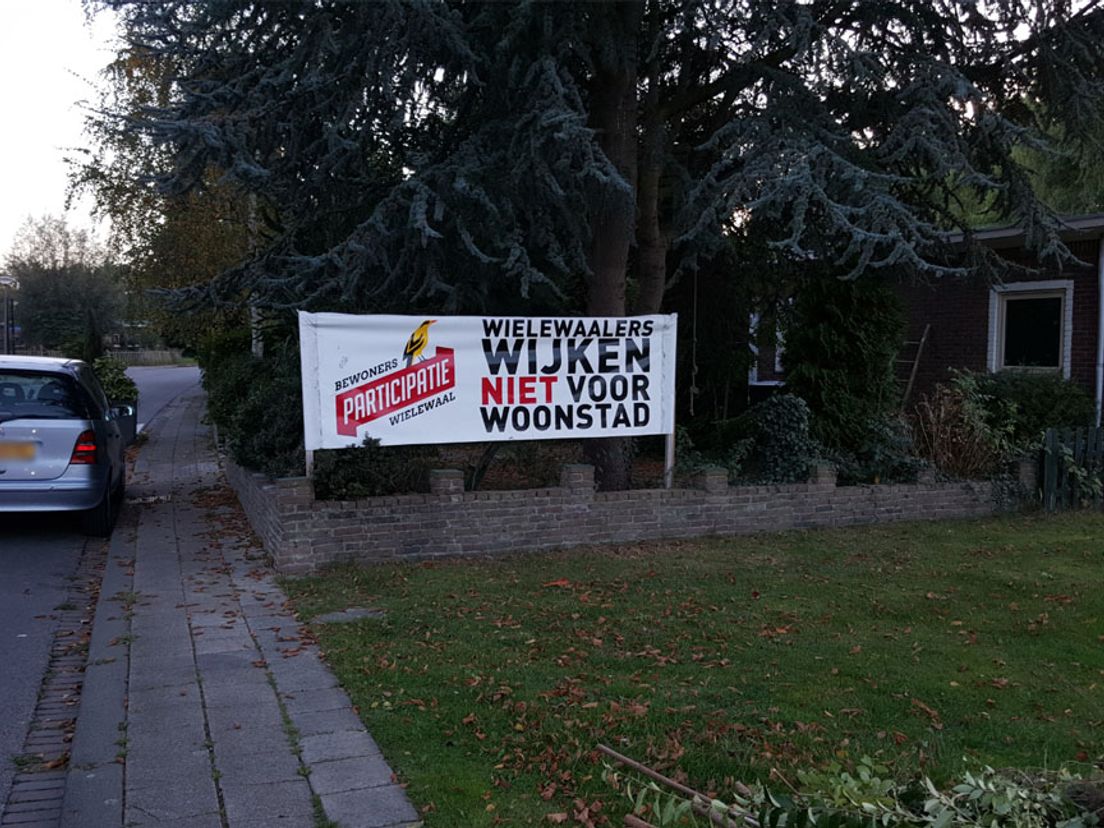 BEWONERS
PARTICIPATIE
WIELEWAAL
WIELEWAALERS
WIJKEN
NIET VOOR
WOONSTAD